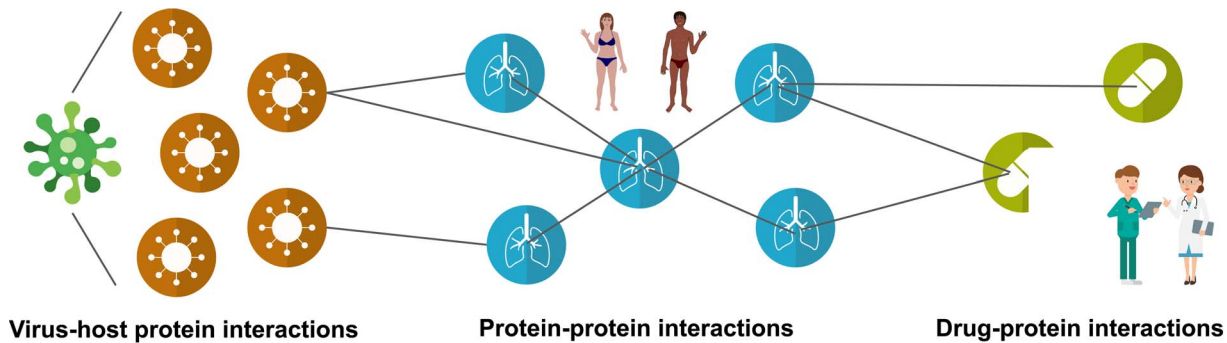 Virus-host protein interactions
Protein-protein interactions
Drug-protein interactions